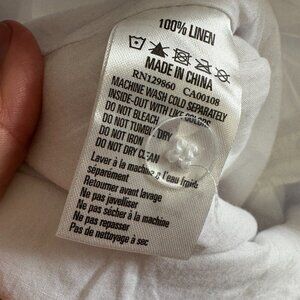 100% LINEN
MADE IN CHINA
RN129860 CA00108
MACHINE WASH COLD SEPARATELY
INSIDE-OUT WITH LIKE COLORS
DO NOT BLEACH
DO NOT TUMBLE DRY
DO NOT IRON
DO NOT DRY CLEAN
Laver à la machine à l'eau froide
séparément
Retourner avant lavage
Ne pas javelliser
Ne pas sécher à la machine
Ne pas repasser
Pas de nettoyage à sec